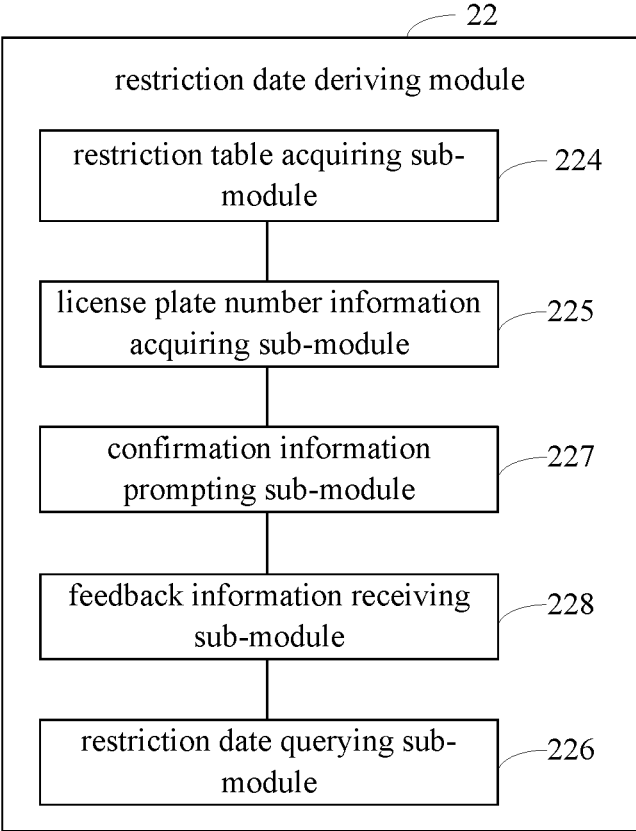 22
restriction date deriving module
restriction table acquiring sub-
module
224
license plate number information
acquiring sub-module
225
confirmation information
prompting sub-module
227
feedback information receiving
sub-module
228
restriction date querying sub-
module
226